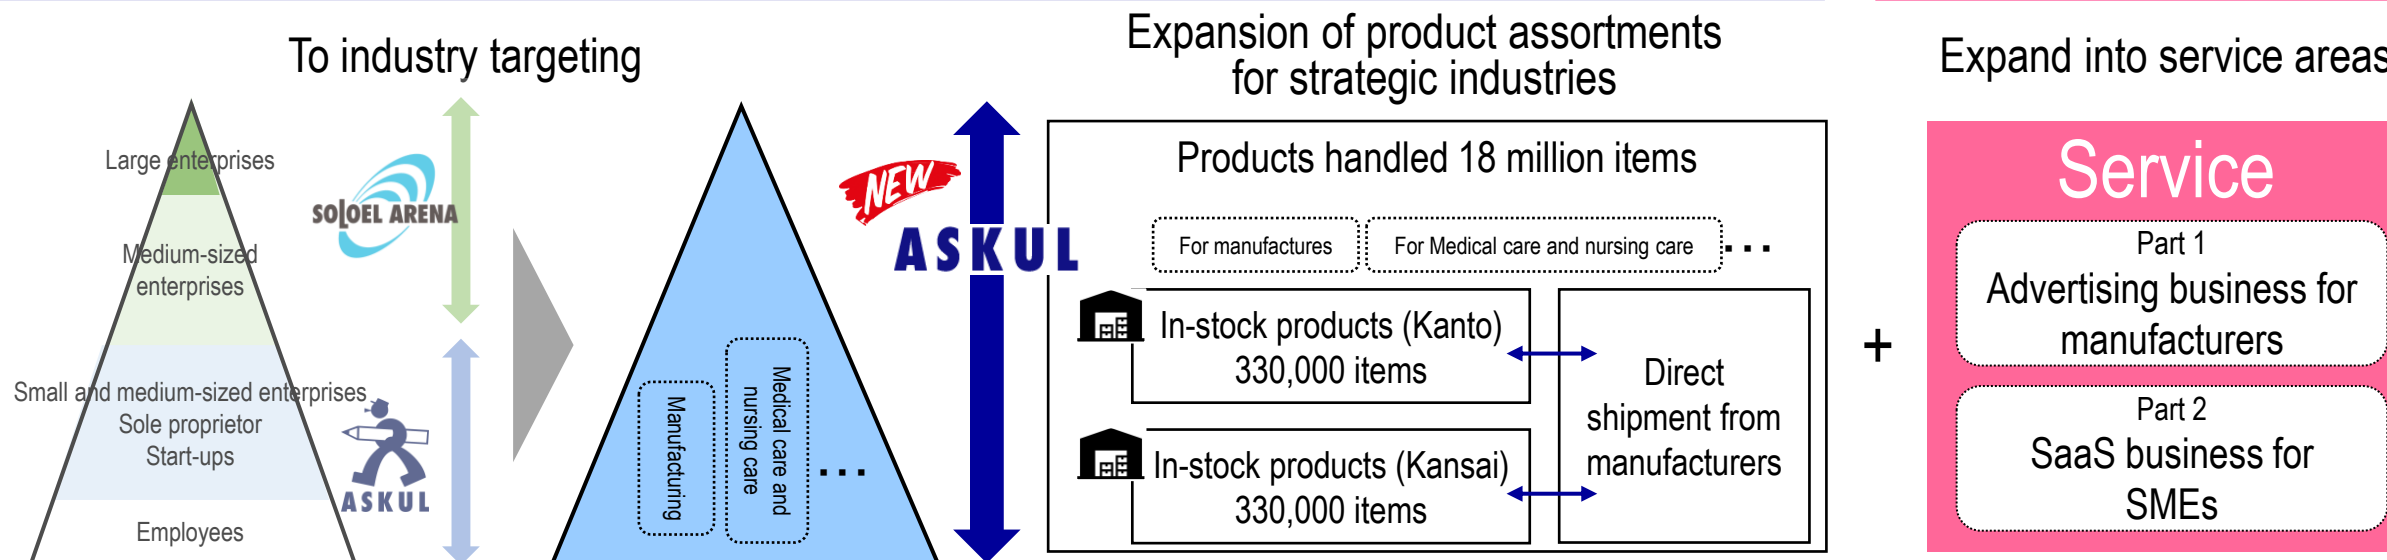 To industry targeting
Large enterprises
Medium-sized
enterprises
Small and medium-sized enterprises
Sole proprietor
Start-ups
Employees
SOLOEL ARENA
ASKUL
Manufacturing
Medical care and
nursing care
...
NEW
ASKUL
Expansion of product assortments
for strategic industries
Products handled 18 million items
For manufactures
For Medical care and nursing care
...
In-stock products (Kanto)
330,000 items
In-stock products (Kansai)
330,000 items
Direct
shipment from
manufacturers
+
Expand into service areas
Service
Part 1
Advertising business for
manufacturers
Part 2
SaaS business for
SMEs